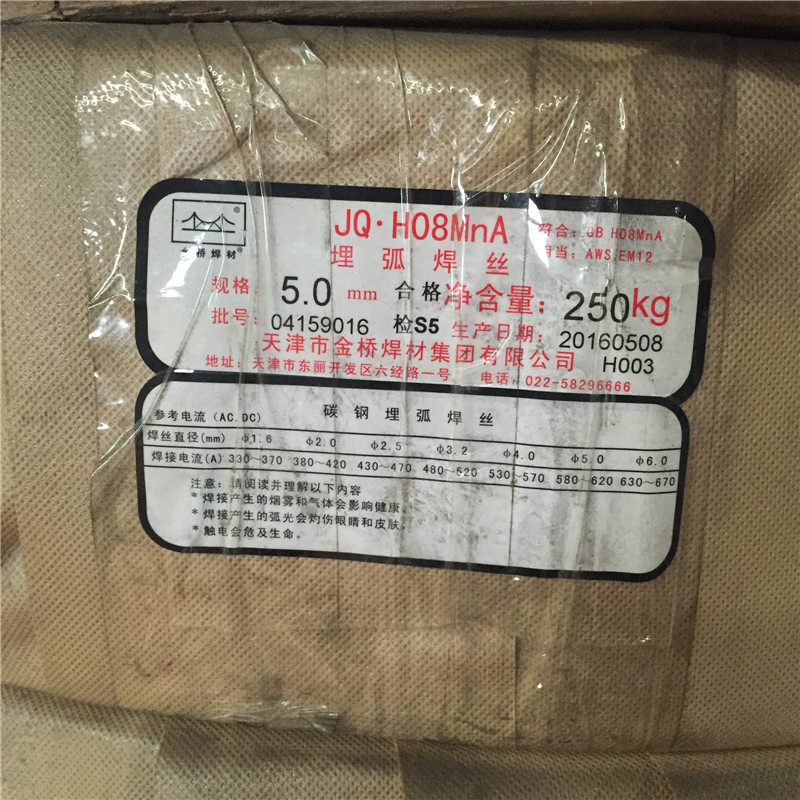 JQ·H08MnA
符合：GB H08MnA
相当：AWS EM12
金桥焊材®
埋弧焊丝
规格：5.0 mm 合格 净含量：250kg
批号：04159016 检S5 生产日期：20160508
天津市金桥焊材集团有限公司 H003
地址：天津市东丽开发区六经路一号 电话：022-58296666
参考电流（AC.DC） 碳钢埋弧焊丝
焊丝直径(mm) φ1.6 φ2.0 φ2.5 φ3.2 φ4.0 φ5.0 φ6.0
焊接电流(A) 330～370 380～420 430～470 480～520 530～570 580～620 630～670
注意：请阅读并理解以下内容
*焊接产生的烟雾和气体会影响健康。
*焊接产生的弧光会灼伤眼睛和皮肤。
*触电会危及生命。